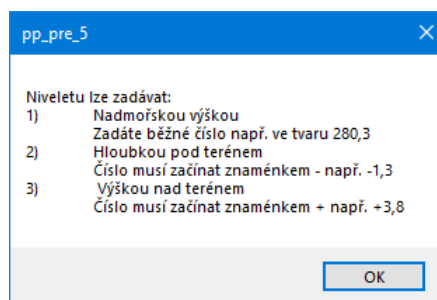 pp_pre_5
Niveletu lze zadávat:
1) Nadmořskou výškou
Zadáte běžné číslo např. ve tvaru 280,3
2) Hloubkou pod terénem
Číslo musí začínat znaménkem - např. -1,3
3) Výškou nad terénem
Číslo musí začínat znaménkem + např. +3,8
OK